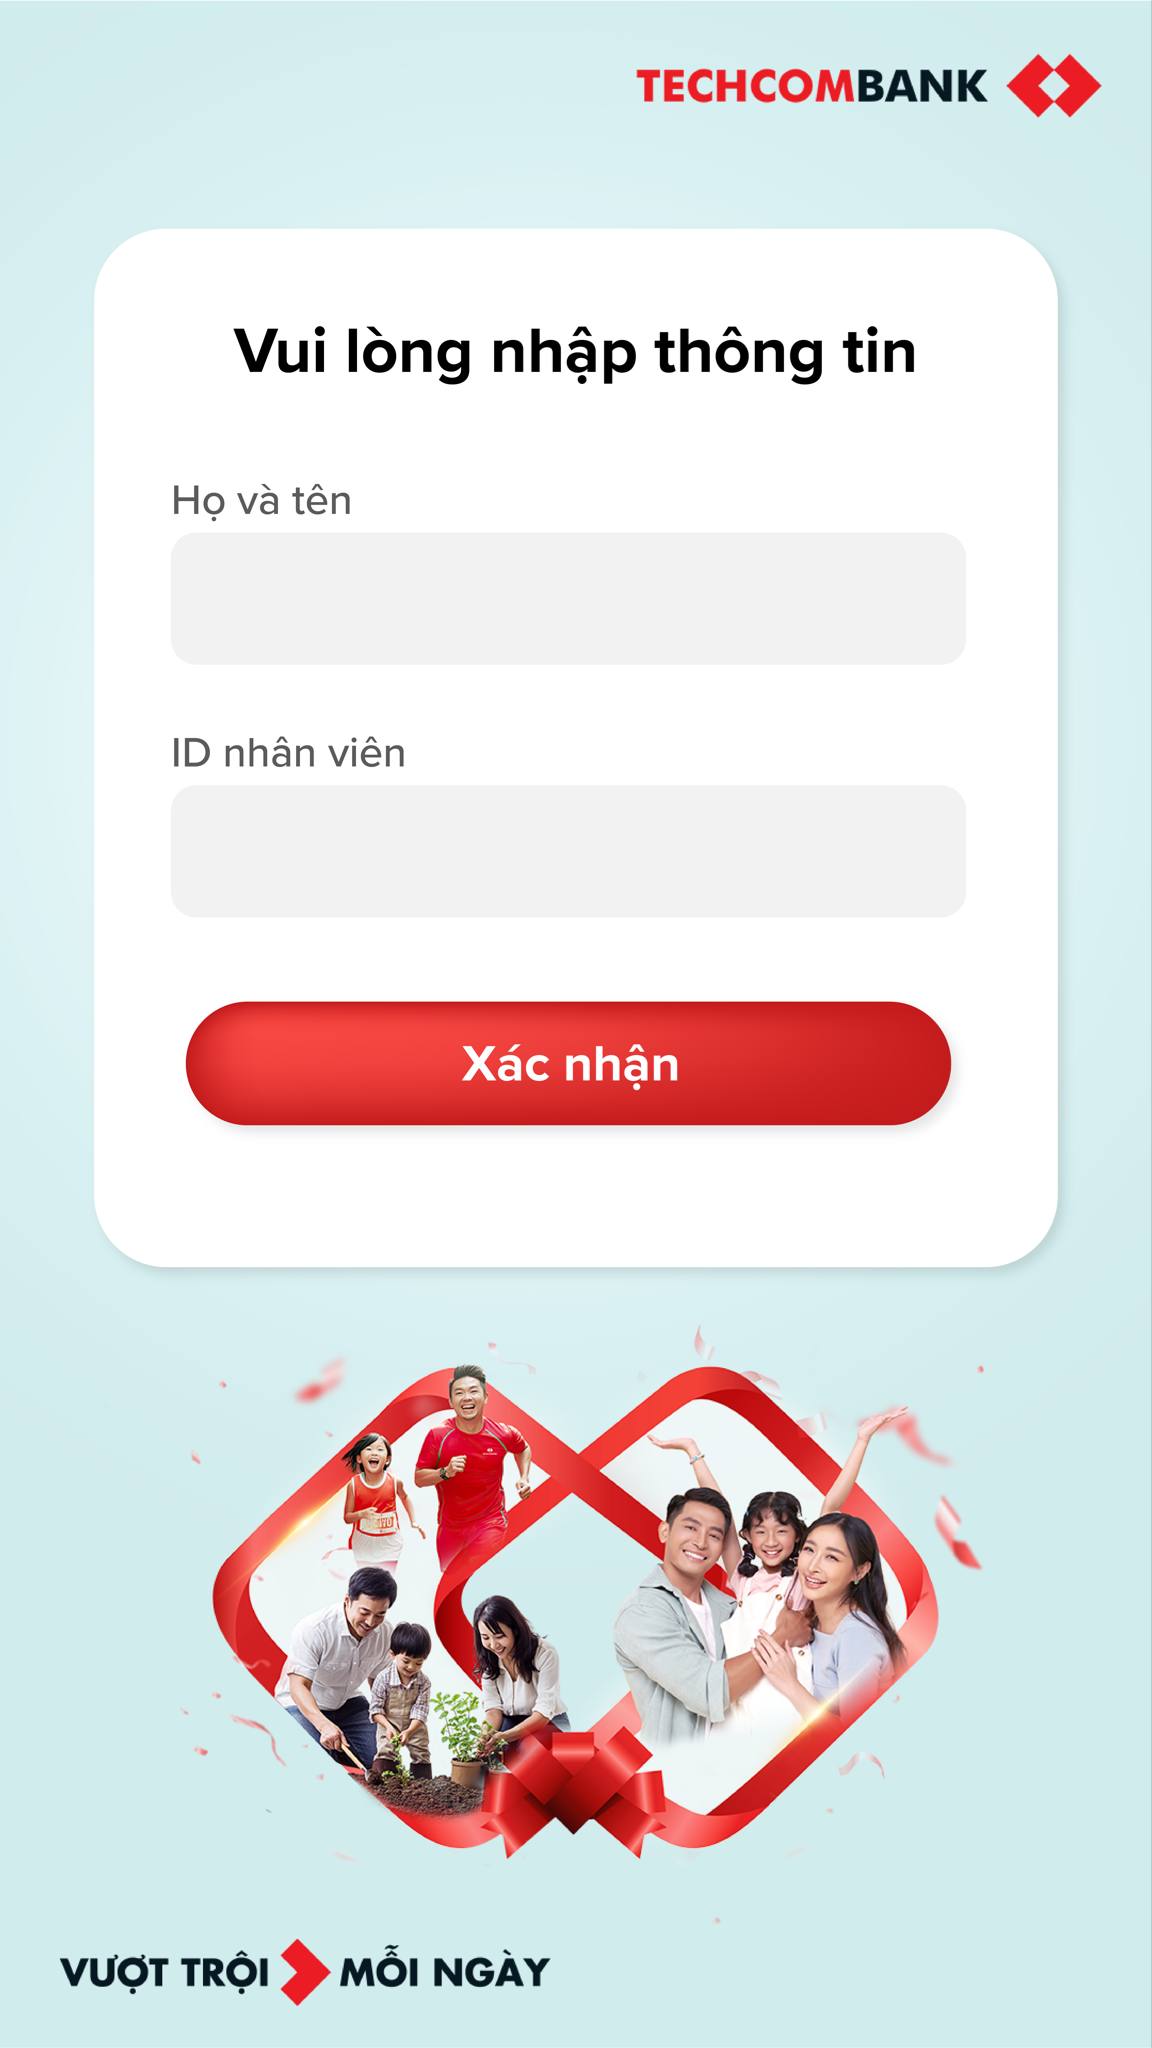 TECHCOMBANK
Vui lòng nhập thông tin
Họ và tên
ID nhân viên
Xác nhận
VƯỢT TRỘI MỖI NGÀY